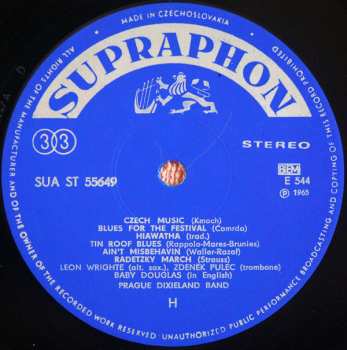 MADE IN CZECHOSLOVAKIA
ALL RIGHTS OF THE MANUFACTURER AND OF THE OWNER OF THE RECORDED WORK RESERVED · UNAUTHORIZED PUBLIC PERFORMANCE BROADCASTING AND COPYING OF THIS RECORD PROHIBITED
SUPRAPHON
33
STEREO
SUA ST 55649
BIEM
E 544
Ⓟ 1965
CZECH MUSIC (Kmoch)
BLUES FOR THE FESTIVAL (Camrda)
HIAWATHA (trad.)
TIN ROOF BLUES (Rappolo-Mares-Brunies)
AIN'T MISBEHAVIN (Waller-Razaf)
RADETZKY MARCH (Strauss)
LEON WRIGHTE (alt. sax.), ZDENEK PULEC (trombone)
BABY DOUGLAS (in English)
PRAGUE DIXIELAND BAND
H